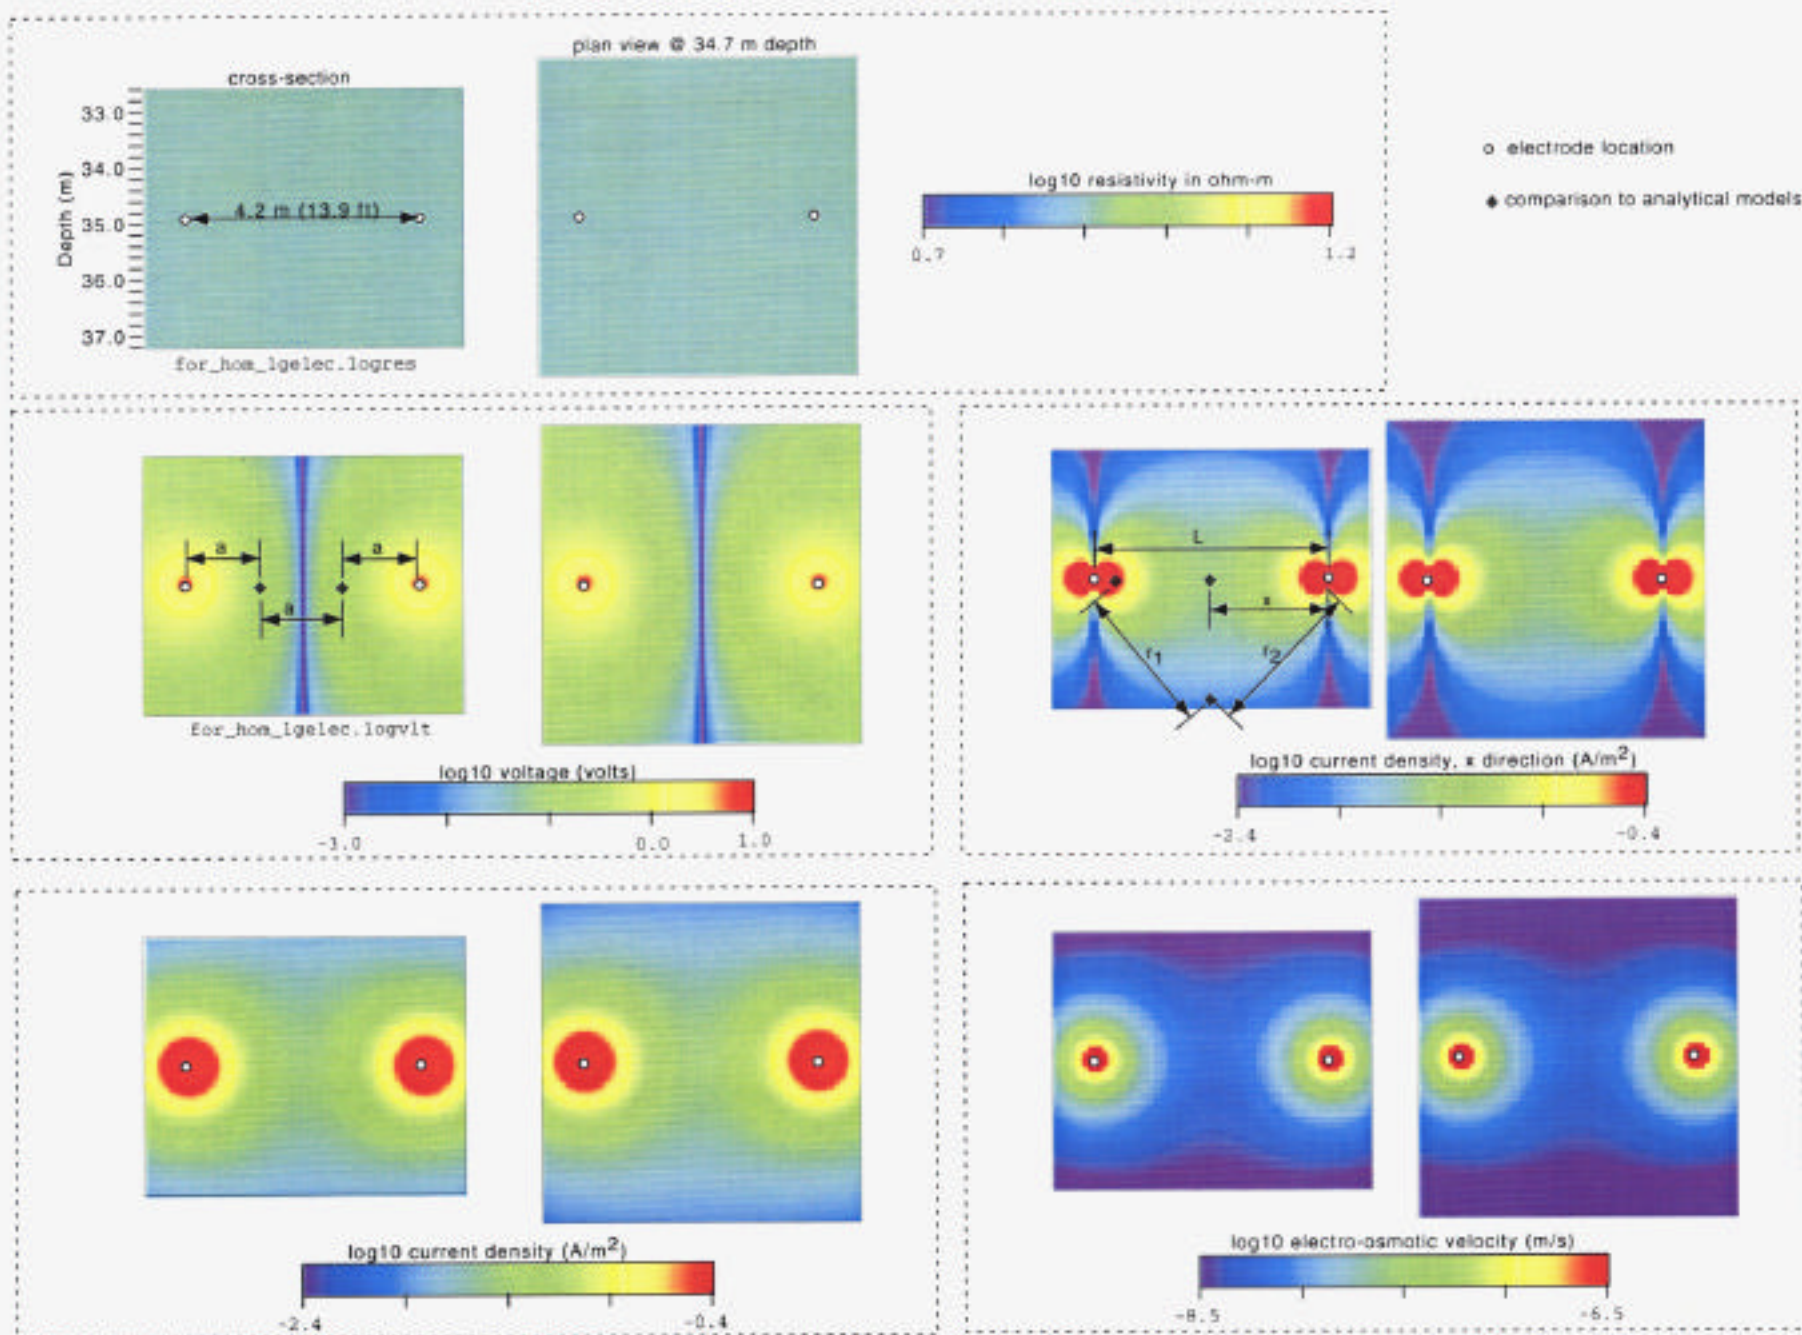 plan view @ 34.7 m depth
cross-section
Depth (m)
33.0
34.0
35.0
36.0
37.0
4.2 m (13.9 ft)
for_hom_lgelec.logres
log10 resistivity in ohm-m
0.7
1.2
electrode location
comparison to analytical models
a
a
a
for_hom_lgelec.logvlt
log10 voltage (volts)
-3.0
0.0
1.0
L
x
r1
r2
log10 current density, x direction (A/m2)
-2.4
-0.4
log10 current density (A/m2)
-2.4
-0.4
log10 electro-osmotic velocity (m/s)
-8.5
-6.5